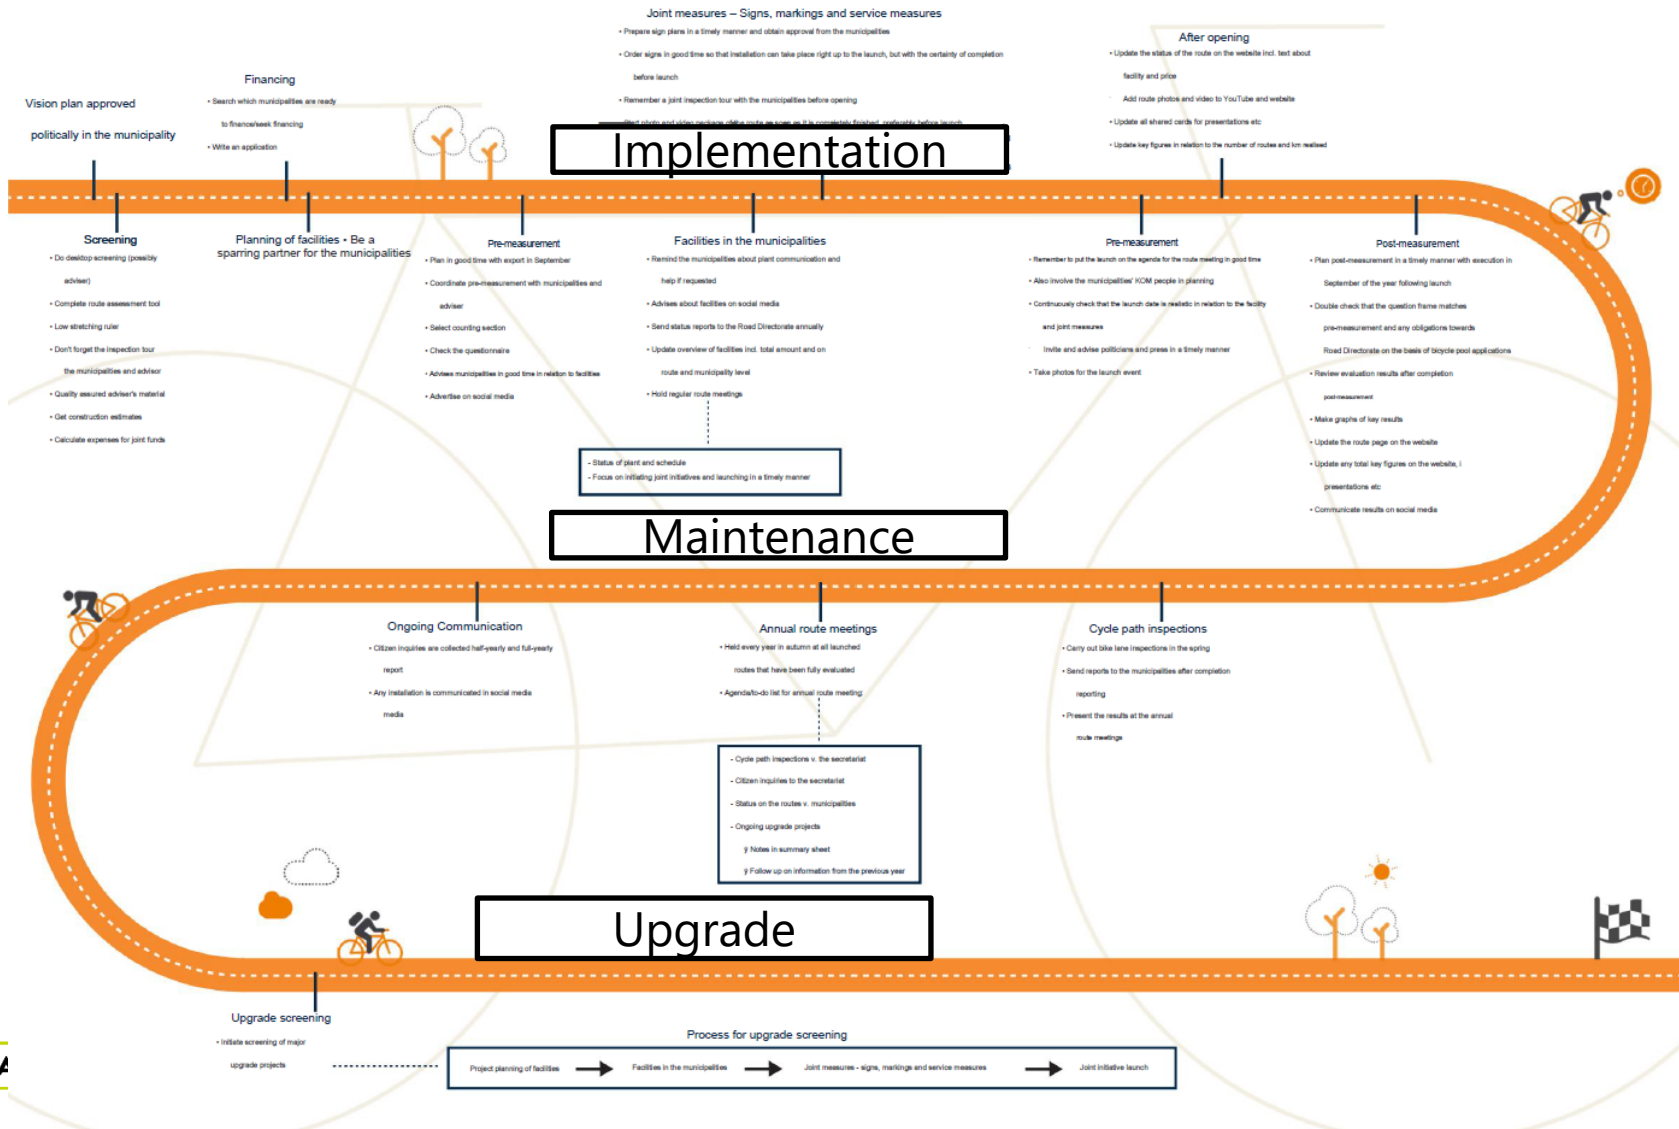 Joint measures – Signs, markings and service measures
• Prepare sign plans in a timely manner and obtain approval from the municipalities
• Order signs in good time so that installation can take place right up to the launch, but with the certainty of completion
before launch
• Remember a joint inspection tour with the municipalities before opening
Start photo and video package of the route as soon as it is completely finished, preferably before launch
After opening
• Update the status of the route on the website incl. text about
facility and price
Add route photos and video to YouTube and website
• Update all shared cards for presentations etc
• Update key figures in relation to the number of routes and km realised
Financing
• Search which municipalities are ready
to finance/seek financing
• Write an application
Vision plan approved
politically in the municipality
Implementation
Screening
• Do desktop screening (possibly
adviser)
• Complete route assessment tool
• Low stretching ruler
• Don't forget the inspection tour
the municipalities and advisor
• Quality assured adviser's material
• Get construction estimates
• Calculate expenses for joint funds
Planning of facilities • Be a
sparring partner for the municipalities
Pre-measurement
• Plan in good time with export in September
• Coordinate pre-measurement with municipalities and
adviser
• Select counting section
• Check the questionnaire
• Advises municipalities in good time in relation to facilities
• Advertise on social media
Facilities in the municipalities
• Remind the municipalities about plant communication and
help if requested
• Advises about facilities on social media
• Send status reports to the Road Directorate annually
• Update overview of facilities incl. total amount and on
route and municipality level
• Hold regular route meetings
- Status of plant and schedule
- Focus on initiating joint initiatives and launching in a timely manner
Pre-measurement
• Remember to put the launch on the agenda for the route meeting in good time
• Also involve the municipalities' KOM people in planning
• Continuously check that the launch date is realistic in relation to the facility
and joint measures
Invite and advise politicians and press in a timely manner
• Take photos for the launch event
Post-measurement
• Plan post-measurement in a timely manner with execution in
September of the year following launch
• Double check that the question frame matches
pre-measurement and any obligations towards
Road Directorate on the basis of bicycle pool applications
• Review evaluation results after completion
post-measurement
• Make graphs of key results
• Update the route page on the website
• Update any total key figures on the website, i
presentations etc
• Communicate results on social media
Maintenance
Ongoing Communication
• Citizen inquiries are collected half-yearly and full-yearly
report
• Any installation is communicated in social media
media
Annual route meetings
• Held every year in autumn at all launched
routes that have been fully evaluated
• Agenda/to-do list for annual route meeting:
- Cycle path inspections v. the secretariat
- Citizen inquiries to the secretariat
- Status on the routes v. municipalities
- Ongoing upgrade projects
ÿ Notes in summary sheet
ÿ Follow up on information from the previous year
Cycle path inspections
• Carry out bike lane inspections in the spring
• Send reports to the municipalities after completion
reporting
• Present the results at the annual
route meetings
Upgrade
Upgrade screening
• Initiate screening of major
upgrade projects
Process for upgrade screening
Project planning of facilities
Facilities in the municipalities
Joint measures - signs, markings and service measures
Joint initiative launch